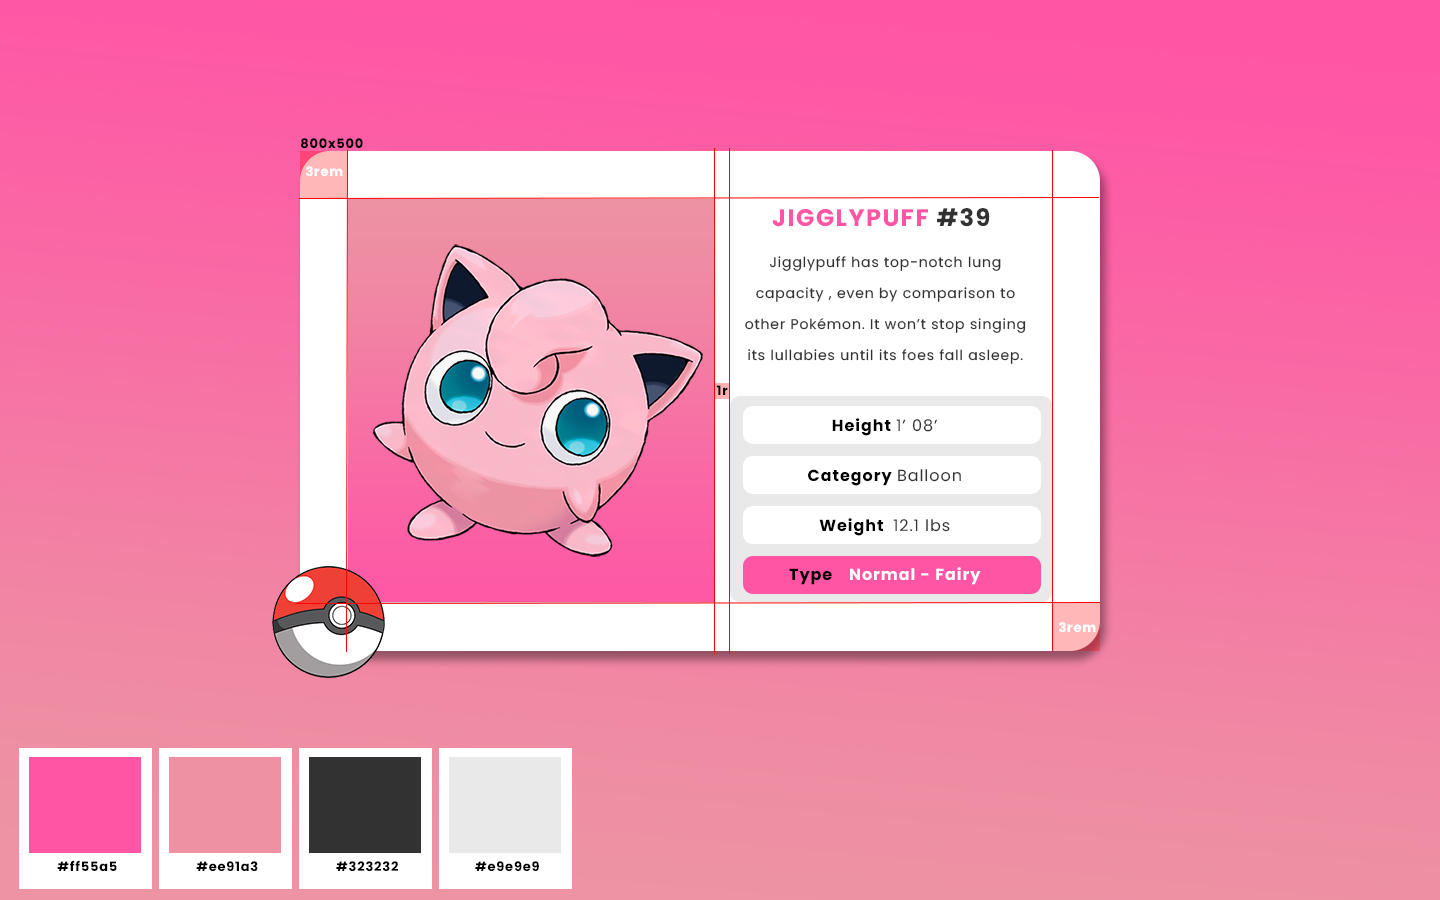 800x500
3rem
JIGGLYPUFF #39
Jigglypuff has top-notch lung
capacity , even by comparison to
other Pokémon. It won’t stop singing
its lullabies until its foes fall asleep.
1r
Height 1’ 08’
Category Balloon
Weight 12.1 lbs
Type Normal - Fairy
3rem
#ff55a5
#ee91a3
#323232
#e9e9e9